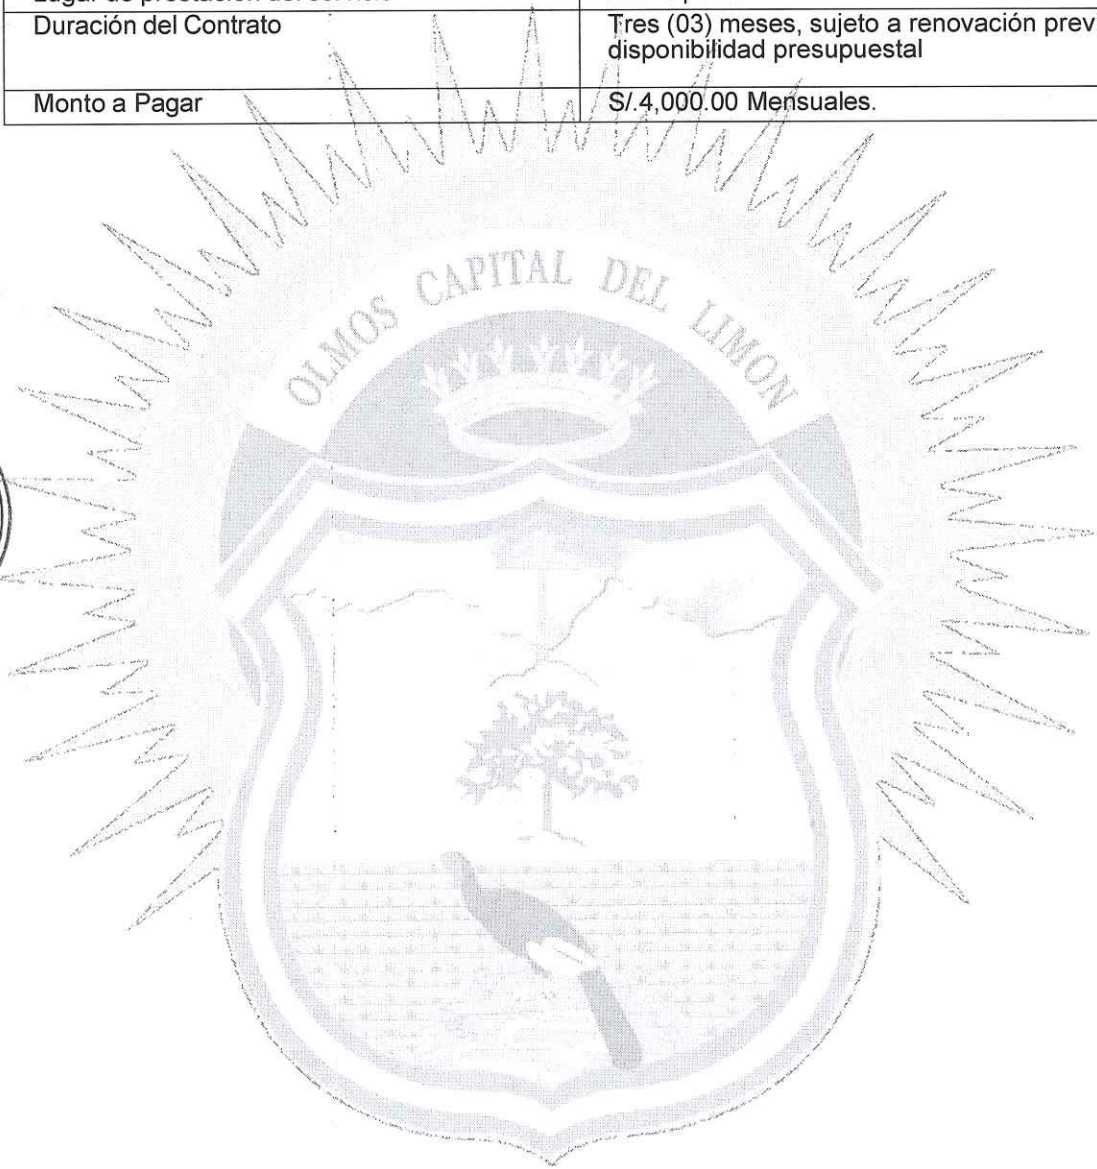 Duración del Contrato
Tres (03) meses, sujeto a renovación prev
disponibilidad presupuestal
Monto a Pagar
S/.4,000.00 Mensuales.
OLMOS CAPITAL DEL LIMON